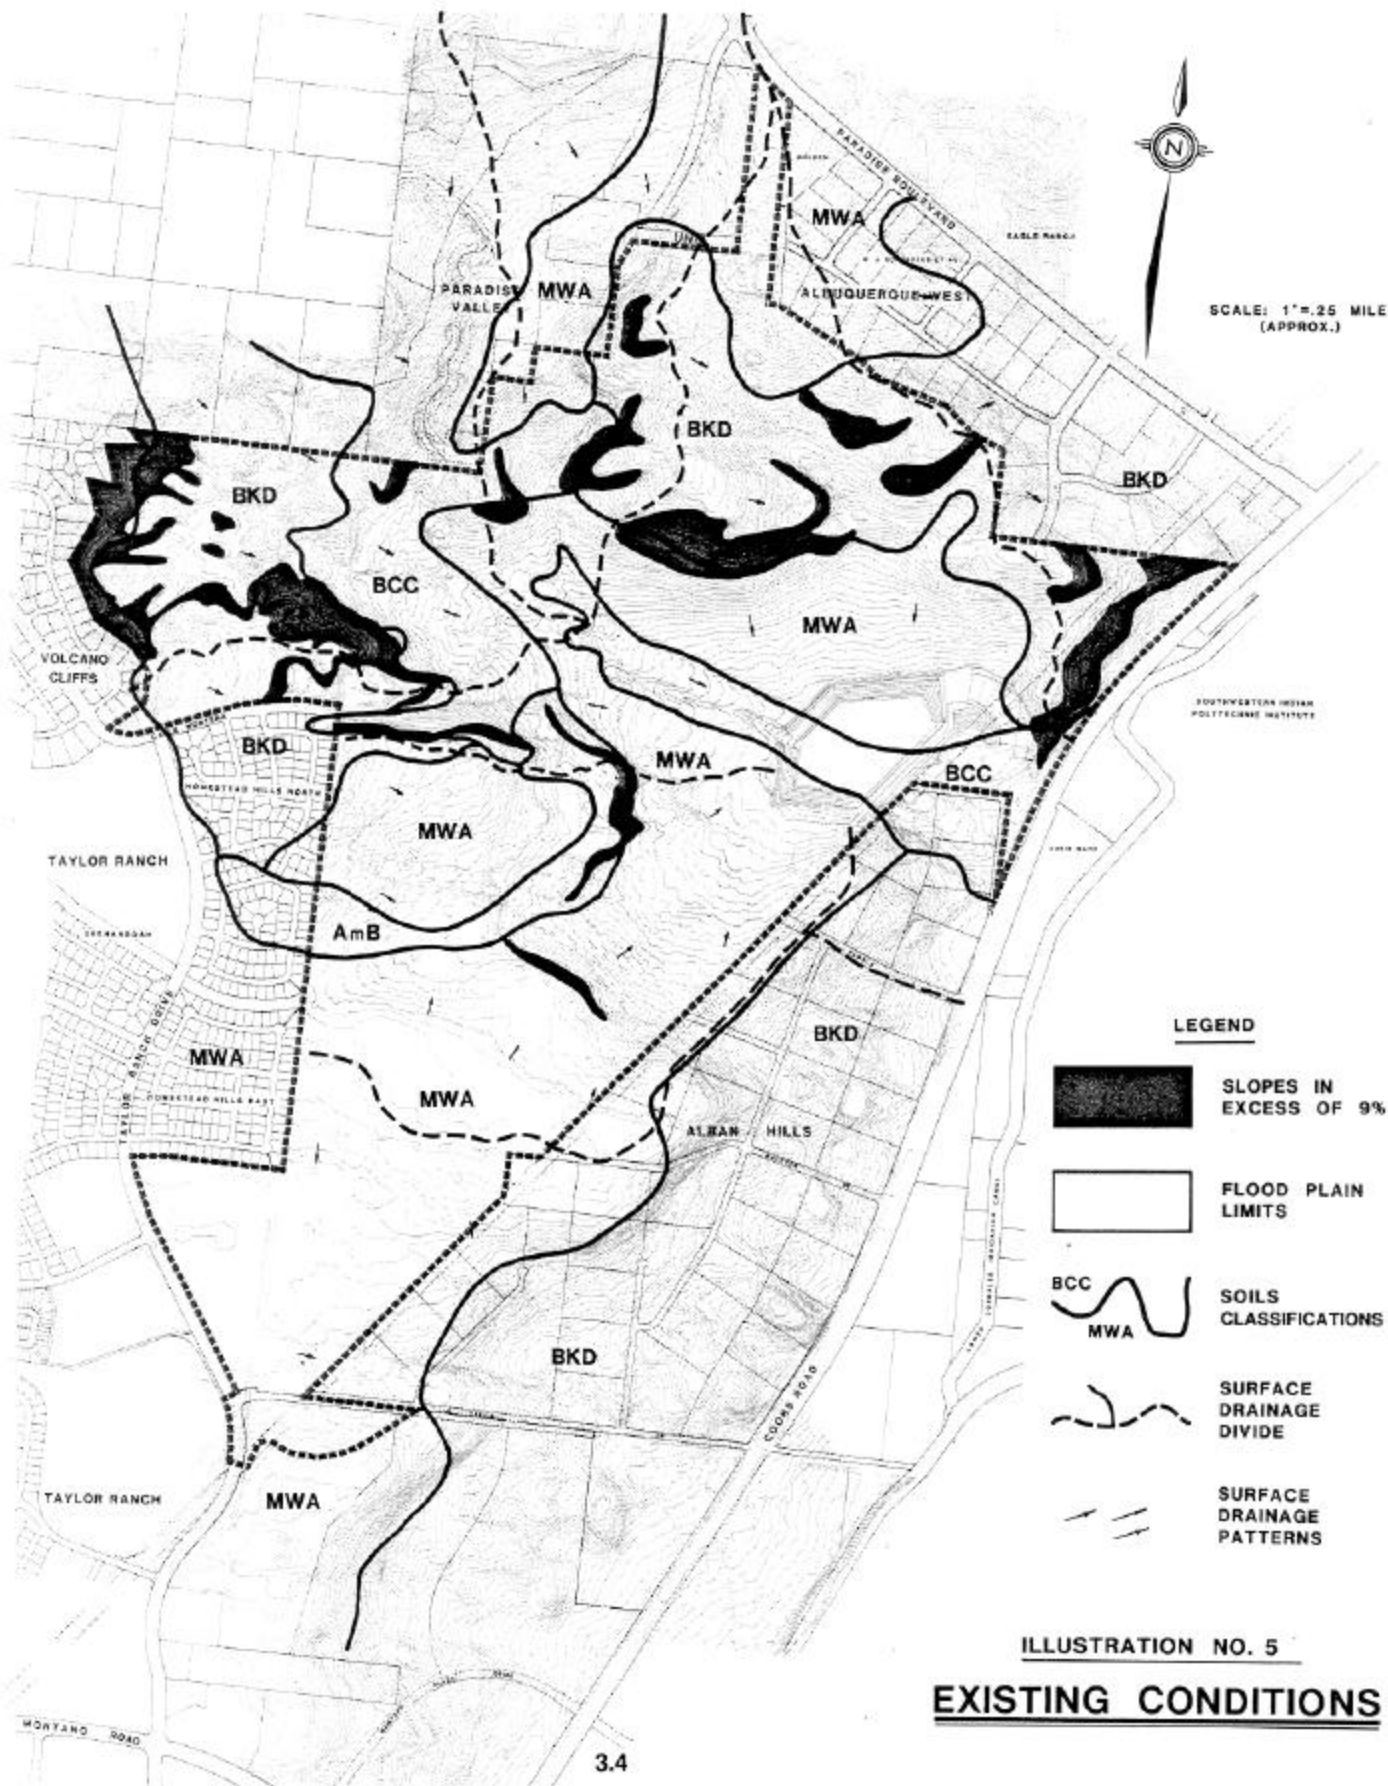 N
PARADISE BOULEVARD
MWA
EAGLE RANCH
PARADISE
VALLEY
MWA
ALBUQUERQUE WEST
SCALE: 1"=.25 MILE
(APPROX.)
BKD
BKD
BKD
BCC
MWA
VOLCANO
CLIFFS
SOUTHWESTERN INDIAN
POLYTECHNIC INSTITUTE
BKD
MWA
BCC
HOMESTEAD HILLS NORTH
MWA
TAYLOR RANCH
AmB
SHENANDOAH
TAYLOR RANCH DRIVE
BKD
LEGEND
MWA
MWA
HOMESTEAD HILLS EAST
SLOPES IN
EXCESS OF 9%
ALBAN HILLS
FLOOD PLAIN
LIMITS
BCC
MWA
SOILS
CLASSIFICATIONS
BKD
COORS ROAD
SURFACE
DRAINAGE
DIVIDE
TAYLOR RANCH
MWA
SURFACE
DRAINAGE
PATTERNS
ILLUSTRATION NO. 5
EXISTING CONDITIONS
MONTANO ROAD
3.4